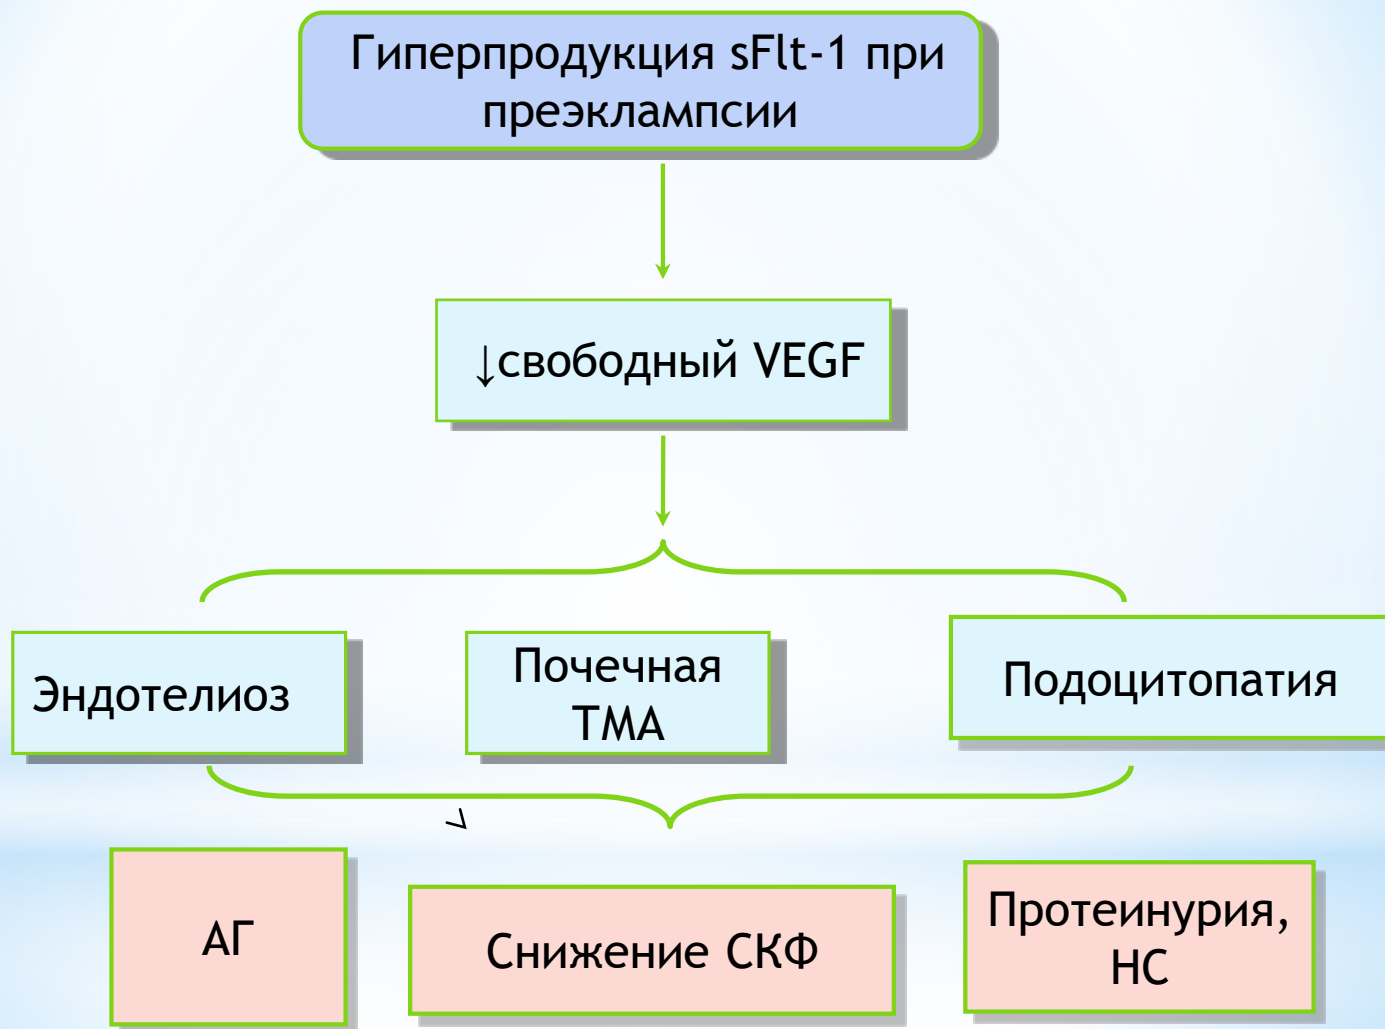 Гиперпродукция sFlt-1 при
преэклампсии
↓свободный VEGF
Эндотелиоз
Почечная
ТМА
Подоцитопатия
АГ
Снижение СКФ
Протеинурия,
НС